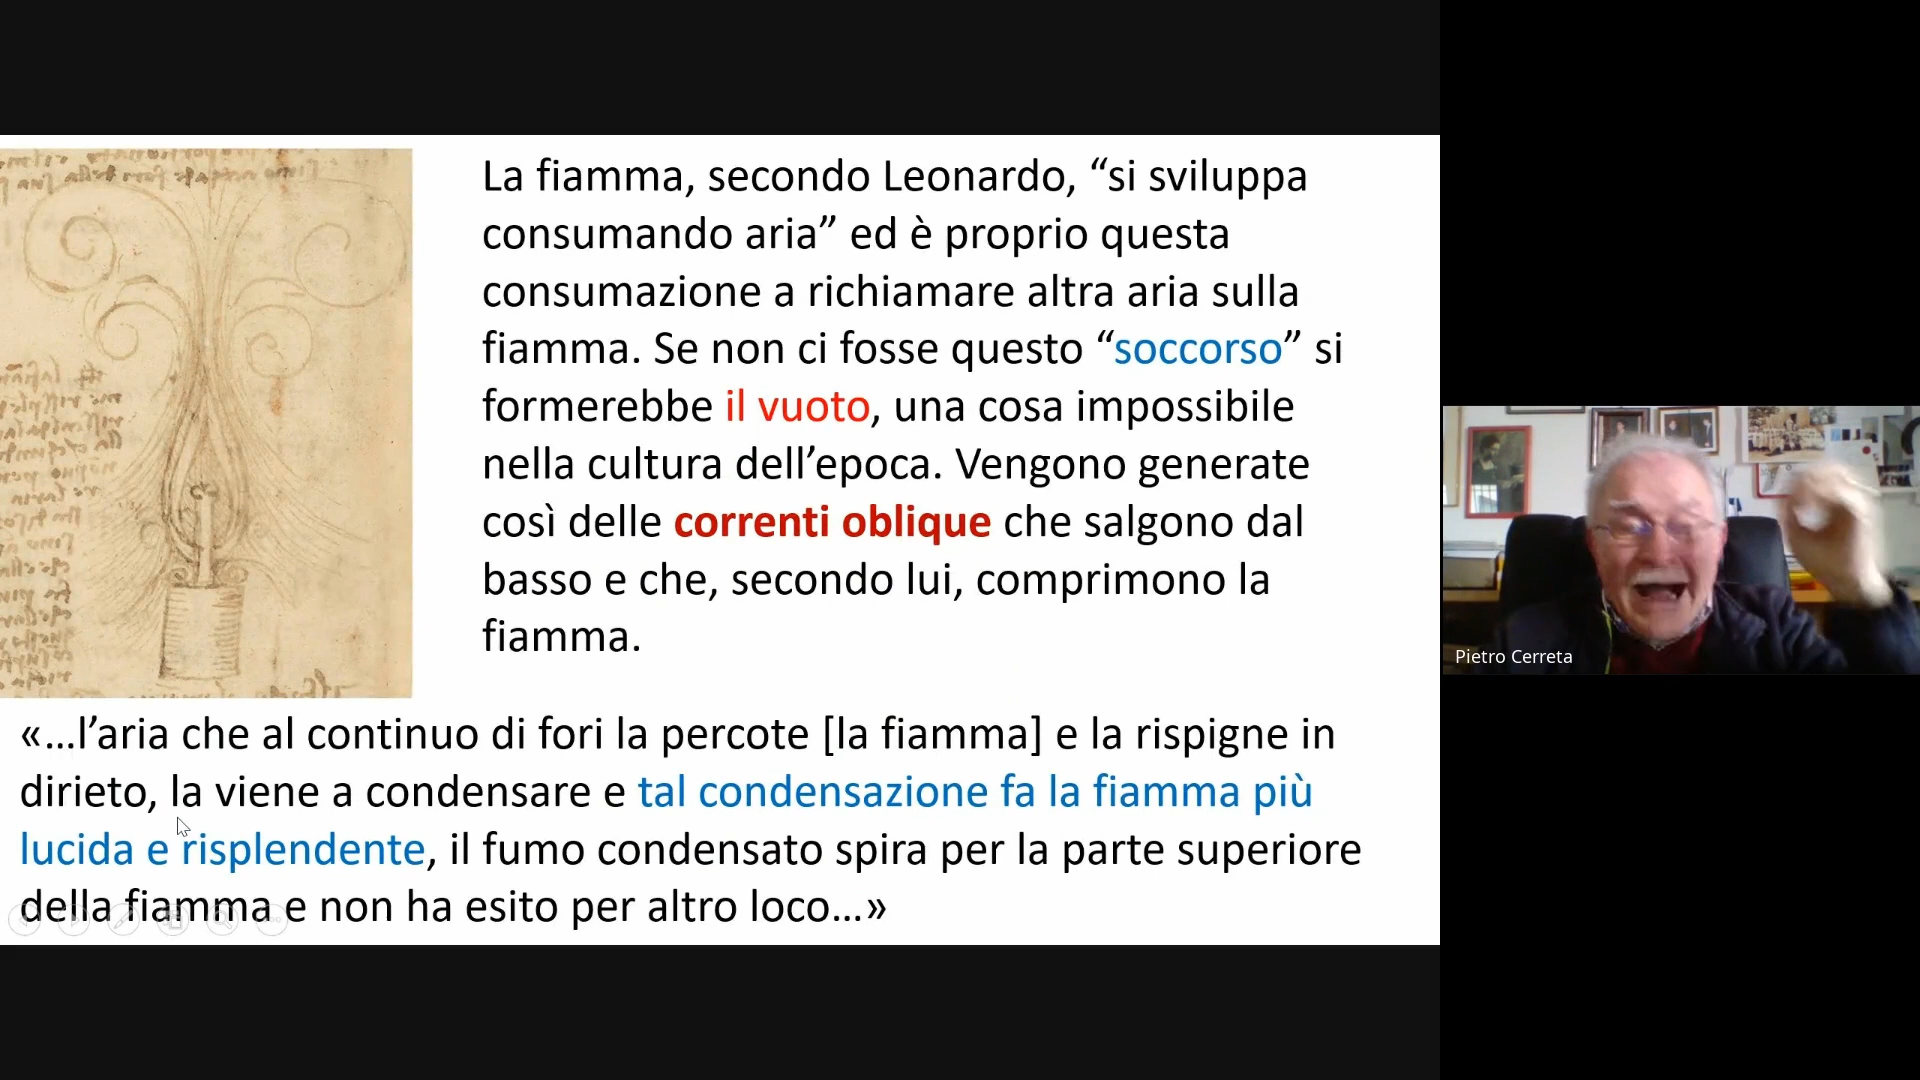 La fiamma, secondo Leonardo, “si sviluppa
consumando aria” ed è proprio questa
consumazione a richiamare altra aria sulla
fiamma. Se non ci fosse questo “soccorso” si
formerebbe il vuoto, una cosa impossibile
nella cultura dell’epoca. Vengono generate
così delle correnti oblique che salgono dal
basso e che, secondo lui, comprimono la
fiamma.
«…l’aria che al continuo di fori la percote [la fiamma] e la rispigne in
dirieto, la viene a condensare e tal condensazione fa la fiamma più
lucida e risplendente, il fumo condensato spira per la parte superiore
della fiamma e non ha esito per altro loco…»
Pietro Cerreta